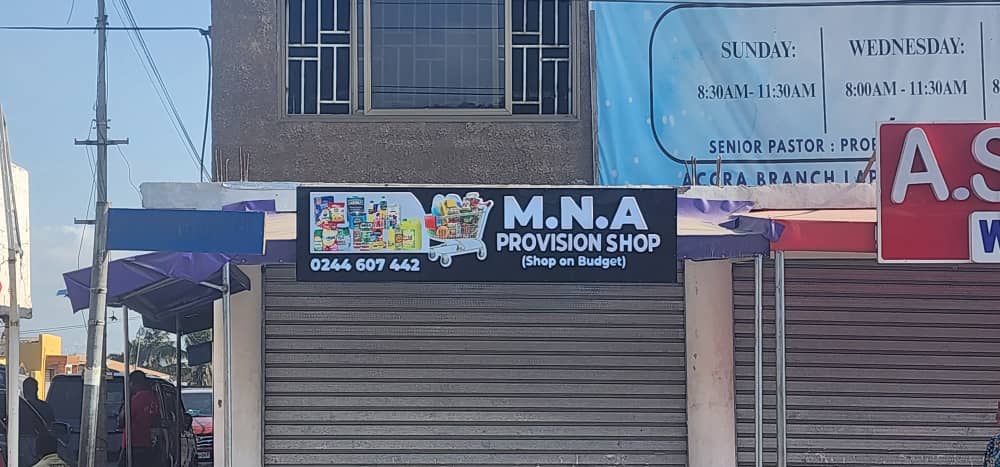 SUNDAY:
8:30AM- 11:30AM
WEDNESDAY:
8:00AM - 11:30AM
SENIOR PASTOR :
ACCRA BRANCH
M.N.A
PROVISION SHOP
(Shop on Budget)
0244 607 442
A.S
W